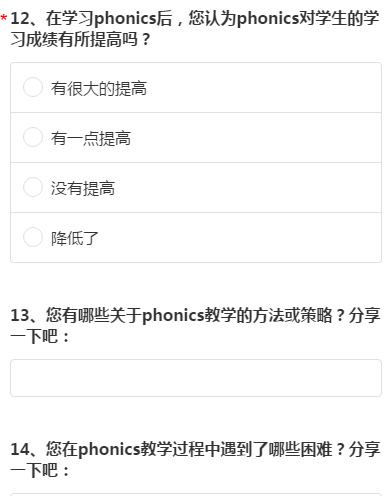 *12、在学习phonics后，您认为phonics对学生的学
习成绩有所提高吗？
有很大的提高
有一点提高
没有提高
降低了
13、您有哪些关于phonics教学的方法或策略？分享
一下吧：
14、您在phonics教学过程中遇到了哪些困难？分享
一下吧：